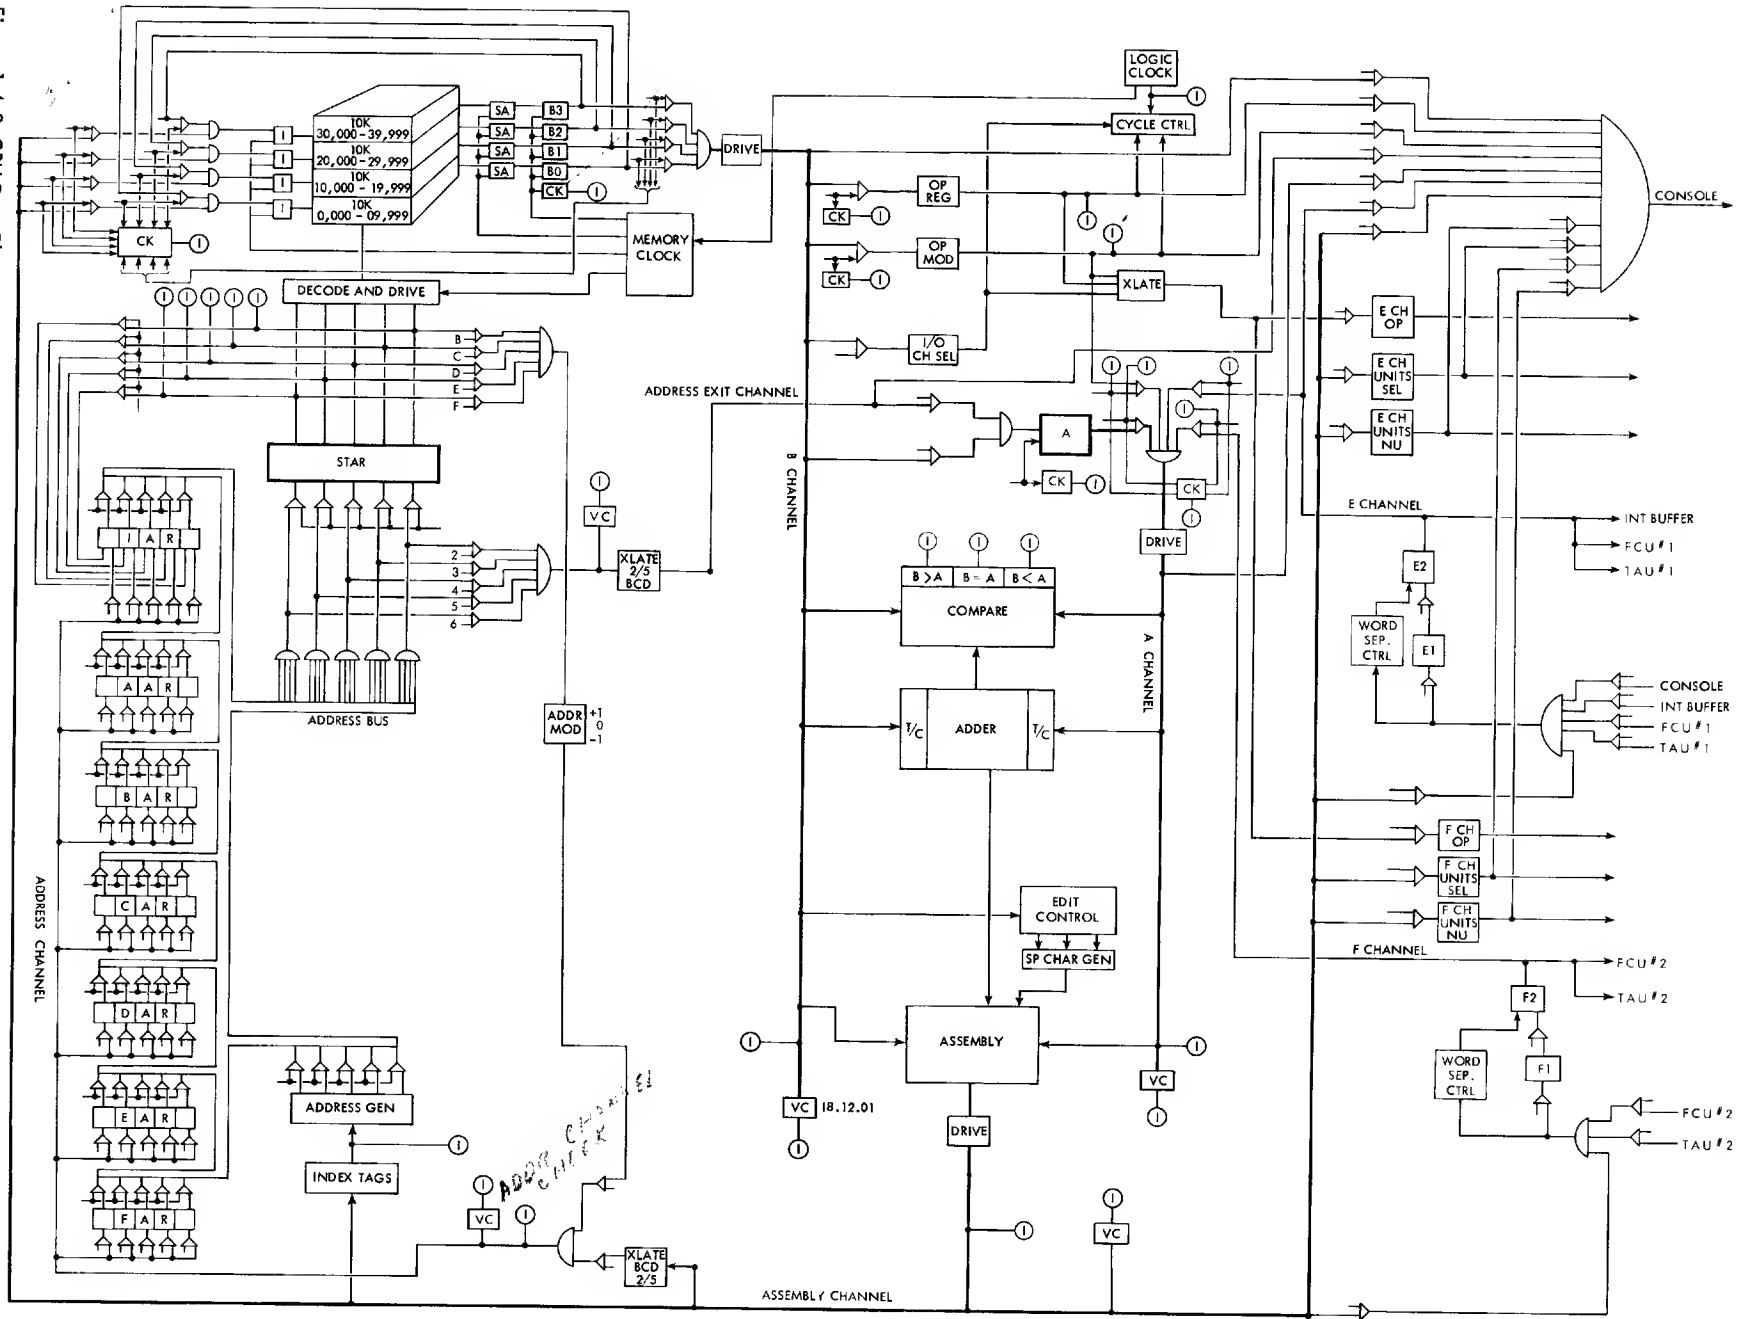 LOGIC
CLOCK
CYCLE CTRL
10K
30,000-39,999
10K
20,000-29,999
10K
10,000-19,999
10K
0,000-09,999
I
I
I
I
SA
SA
SA
SA
B3
B2
B1
B0
CK
I
DRIVE
CK
I
MEMORY
CLOCK
DECODE AND DRIVE
I
I
I
I
I
B
C
D
E
F
OP
REG
CK
I
I
OP
MOD
CK
I
I
XLATE
I/O
CH SEL
I
CONSOLE
E CH
OP
E CH
UNITS
SEL
E CH
UNITS
NU
ADDRESS EXIT CHANNEL
A
CK
I
I
I
I
I
CK
I
DRIVE
STAR
I
VC
XLATE
2/5
BCD
2
3
4
5
6
B CHANNEL
A CHANNEL
I
I
I
B > A
B = A
B < A
COMPARE
T/C
ADDER
T/C
E CHANNEL
INT BUFFER
FCU #1
TAU #1
E2
WORD
SEP.
CTRL
E1
CONSOLE
INT BUFFER
FCU #1
TAU #1
I A R
A A R
B A R
C A R
D A R
E A R
F A R
ADDRESS BUS
ADDR
MOD
+1
0
-1
ADDRESS CHANNEL
F CH
OP
F CH
UNITS
SEL
F CH
UNITS
NU
EDIT
CONTROL
SP CHAR GEN
F CHANNEL
FCU #2
TAU #2
F2
WORD
SEP.
CTRL
F1
FCU #2
TAU #2
ASSEMBLY
I
I
VC
I
VC
18.12.01
I
DRIVE
I
ADDRESS GEN
I
INDEX TAGS
ADDR CHANNEL
CHECK
I
VC
I
XLATE
BCD
2/5
I
VC
ASSEMBLY CHANNEL